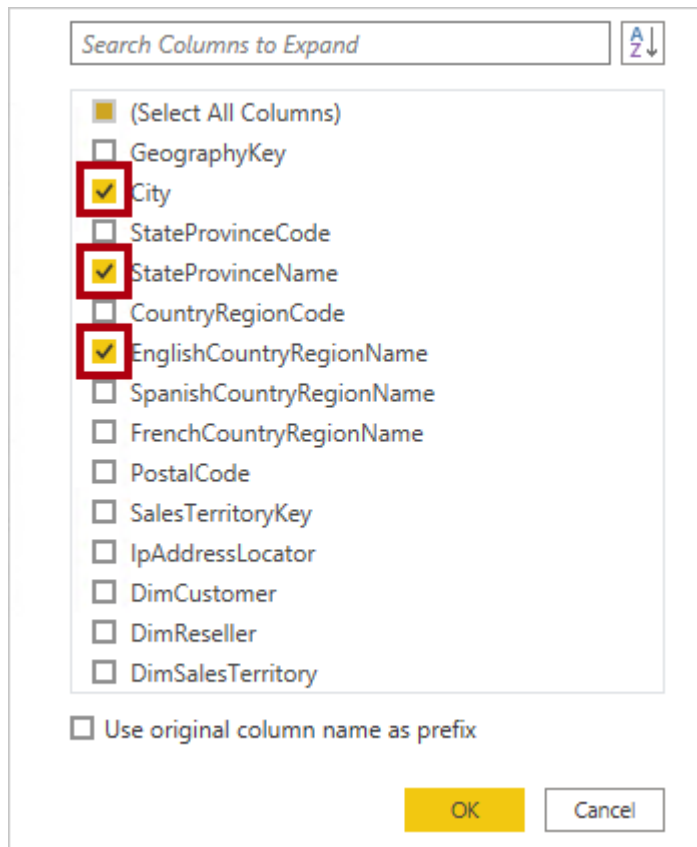 Search Columns to Expand
A
Z
(Select All Columns)
GeographyKey
City
StateProvinceCode
StateProvinceName
CountryRegionCode
EnglishCountryRegionName
SpanishCountryRegionName
FrenchCountryRegionName
PostalCode
SalesTerritoryKey
IpAddressLocator
DimCustomer
DimReseller
DimSalesTerritory
Use original column name as prefix
OK Cancel